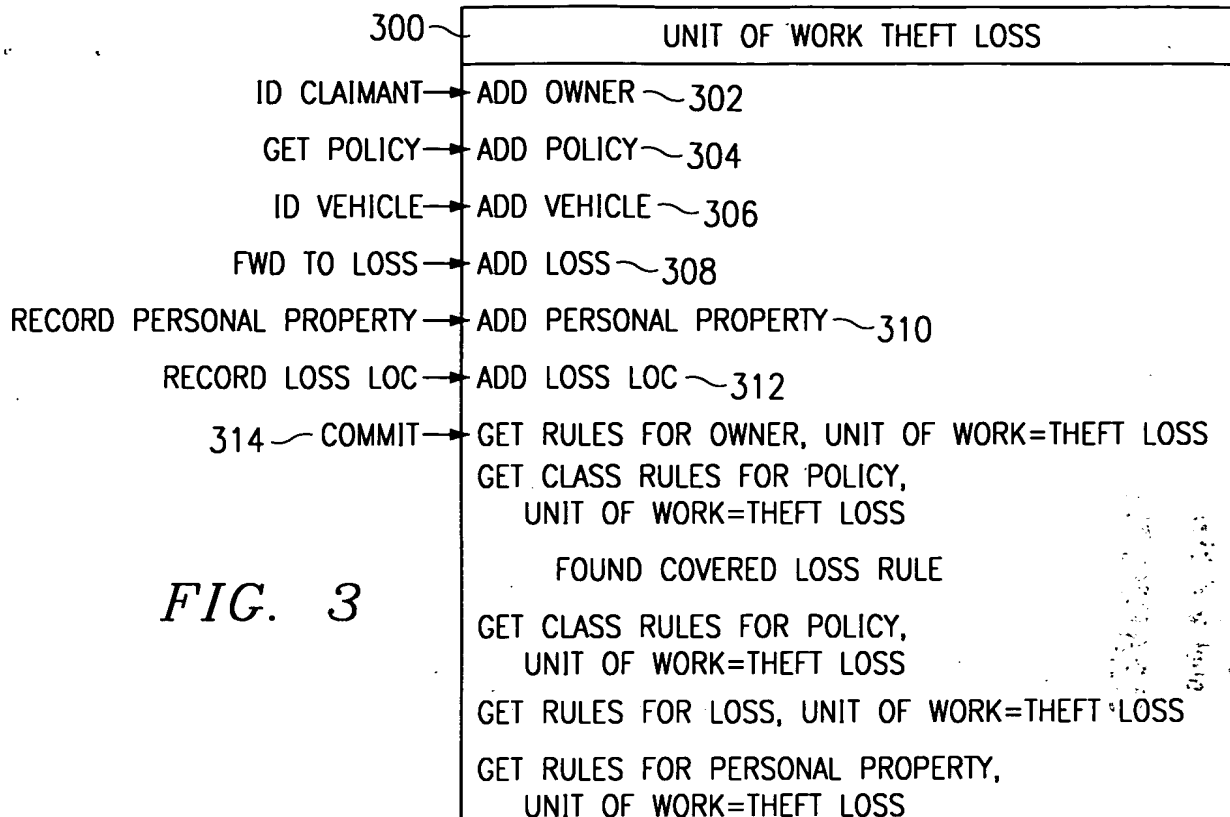 300 UNIT OF WORK THEFT LOSS
ID CLAIMANT ADD OWNER 302
GET POLICY ADD POLICY 304
ID VEHICLE ADD VEHICLE 306
FWD TO LOSS ADD LOSS 308
RECORD PERSONAL PROPERTY ADD PERSONAL PROPERTY 310
RECORD LOSS LOC ADD LOSS LOC 312
314 COMMIT GET RULES FOR OWNER, UNIT OF WORK=THEFT LOSS
GET CLASS RULES FOR POLICY,
UNIT OF WORK=THEFT LOSS
FOUND COVERED LOSS RULE
FIG. 3
GET CLASS RULES FOR POLICY,
UNIT OF WORK=THEFT LOSS
GET RULES FOR LOSS, UNIT OF WORK=THEFT LOSS
GET RULES FOR PERSONAL PROPERTY,
UNIT OF WORK=THEFT LOSS